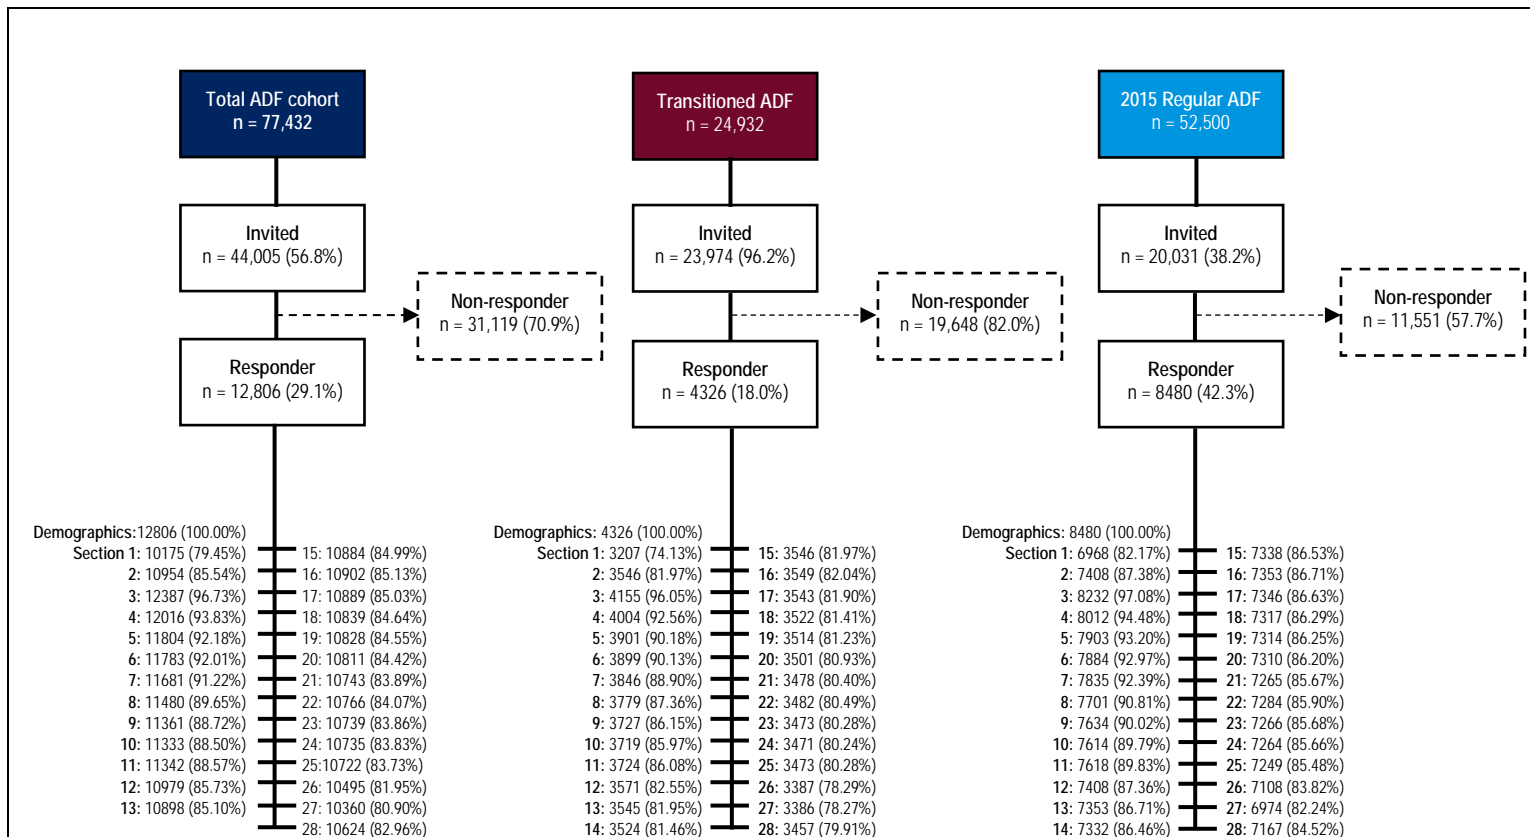 Total ADF cohort
n = 77,432
Invited
n = 44,005 (56.8%)
Non-responder
n = 31,119 (70.9%)
Responder
n = 12,806 (29.1%)
Demographics:12806 (100.00%)
Section 1: 10175 (79.45%)
2: 10954 (85.54%)
3: 12387 (96.73%)
4: 12016 (93.83%)
5: 11804 (92.18%)
6: 11783 (92.01%)
7: 11681 (91.22%)
8: 11480 (89.65%)
9: 11361 (88.72%)
10: 11333 (88.50%)
11: 11342 (88.57%)
12: 10979 (85.73%)
13: 10898 (85.10%)
15: 10884 (84.99%)
16: 10902 (85.13%)
17: 10889 (85.03%)
18: 10839 (84.64%)
19: 10828 (84.55%)
20: 10811 (84.42%)
21: 10743 (83.89%)
22: 10766 (84.07%)
23: 10739 (83.86%)
24: 10735 (83.83%)
25:10722 (83.73%)
26: 10495 (81.95%)
27: 10360 (80.90%)
28: 10624 (82.96%)
Transitioned ADF
n = 24,932
Invited
n = 23,974 (96.2%)
Non-responder
n = 19,648 (82.0%)
Responder
n = 4326 (18.0%)
Demographics: 4326 (100.00%)
Section 1: 3207 (74.13%)
2: 3546 (81.97%)
3: 4155 (96.05%)
4: 4004 (92.56%)
5: 3901 (90.18%)
6: 3899 (90.13%)
7: 3846 (88.90%)
8: 3779 (87.36%)
9: 3727 (86.15%)
10: 3719 (85.97%)
11: 3724 (86.08%)
12: 3571 (82.55%)
13: 3545 (81.95%)
14: 3524 (81.46%)
15: 3546 (81.97%)
16: 3549 (82.04%)
17: 3543 (81.90%)
18: 3522 (81.41%)
19: 3514 (81.23%)
20: 3501 (80.93%)
21: 3478 (80.40%)
22: 3482 (80.49%)
23: 3473 (80.28%)
24: 3471 (80.24%)
25: 3473 (80.28%)
26: 3387 (78.29%)
27: 3386 (78.27%)
28: 3457 (79.91%)
2015 Regular ADF
n = 52,500
Invited
n = 20,031 (38.2%)
Non-responder
n = 11,551 (57.7%)
Responder
n = 8480 (42.3%)
Demographics: 8480 (100.00%)
Section 1: 6968 (82.17%)
2: 7408 (87.38%)
3: 8232 (97.08%)
4: 8012 (94.48%)
5: 7903 (93.20%)
6: 7884 (92.97%)
7: 7835 (92.39%)
8: 7701 (90.81%)
9: 7634 (90.02%)
10: 7614 (89.79%)
11: 7618 (89.83%)
12: 7408 (87.36%)
13: 7353 (86.71%)
14: 7332 (86.46%)
15: 7338 (86.53%)
16: 7353 (86.71%)
17: 7346 (86.63%)
18: 7317 (86.29%)
19: 7314 (86.25%)
20: 7310 (86.20%)
21: 7265 (85.67%)
22: 7284 (85.90%)
23: 7266 (85.68%)
24: 7264 (85.66%)
25: 7249 (85.48%)
26: 7108 (83.82%)
27: 6974 (82.24%)
28: 7167 (84.52%)